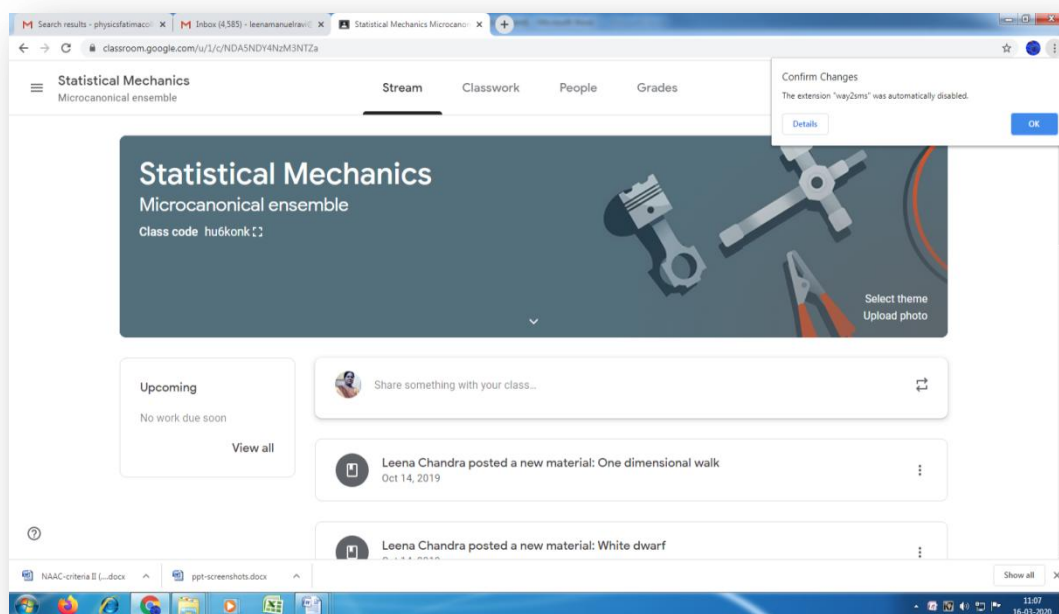 Search results - physicsfatimacol
Inbox (4,585) - leenamanuelravi@
Statistical Mechanics Microcanon
classroom.google.com/u/1/c/NDA5NDY4NzM3NTZa
Statistical Mechanics
Microcanonical ensemble
Stream Classwork People Grades
Confirm Changes
The extension "way2sms" was automatically disabled.
Details OK
Statistical Mechanics
Microcanonical ensemble
Class code hu6konk
Select theme
Upload photo
Upcoming
No work due soon
View all
Share something with your class...
Leena Chandra posted a new material: One dimensional walk
Oct 14, 2019
Leena Chandra posted a new material: White dwarf
Oct 14, 2019
NAAC-criteria II (....docx ppt-screenshots.docx Show all
11:07
16-03-2020